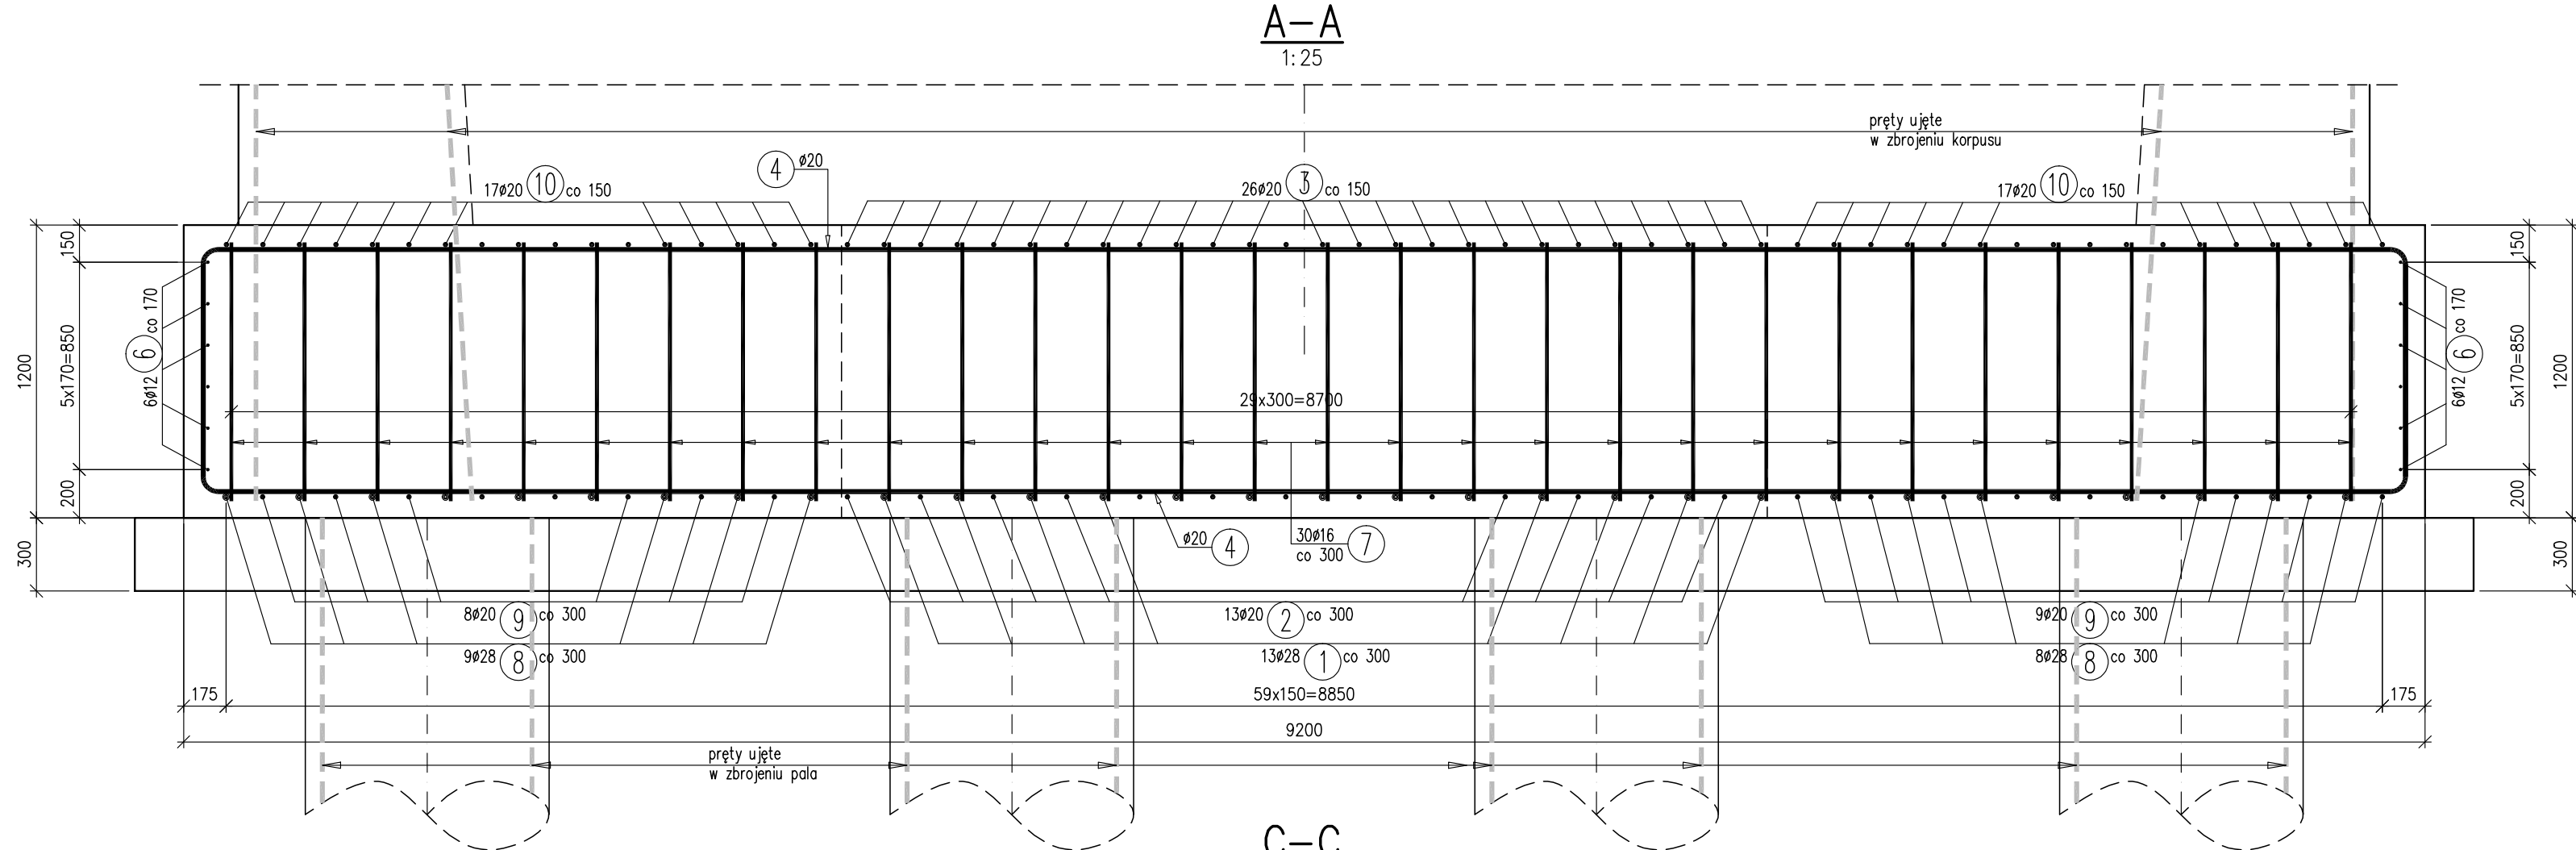 A-A
1:25
pręty ujęte
w zbrojeniu korpusu
4 ø20
17ø20 10 co 150
26ø20 3 co 150
17ø20 10 co 150
150
1200
5x170=850
200
300
6ø12 6 co 170
150
1200
5x170=850
200
300
6ø12 6 co 170
29x300=8700
ø20 4
30ø16
co 300 7
8ø20 9 co 300
9ø28 8 co 300
13ø20 2 co 300
13ø28 1 co 300
9ø20 9 co 300
8ø28 8 co 300
175
59x150=8850
175
9200
pręty ujęte
w zbrojeniu pala
C-C